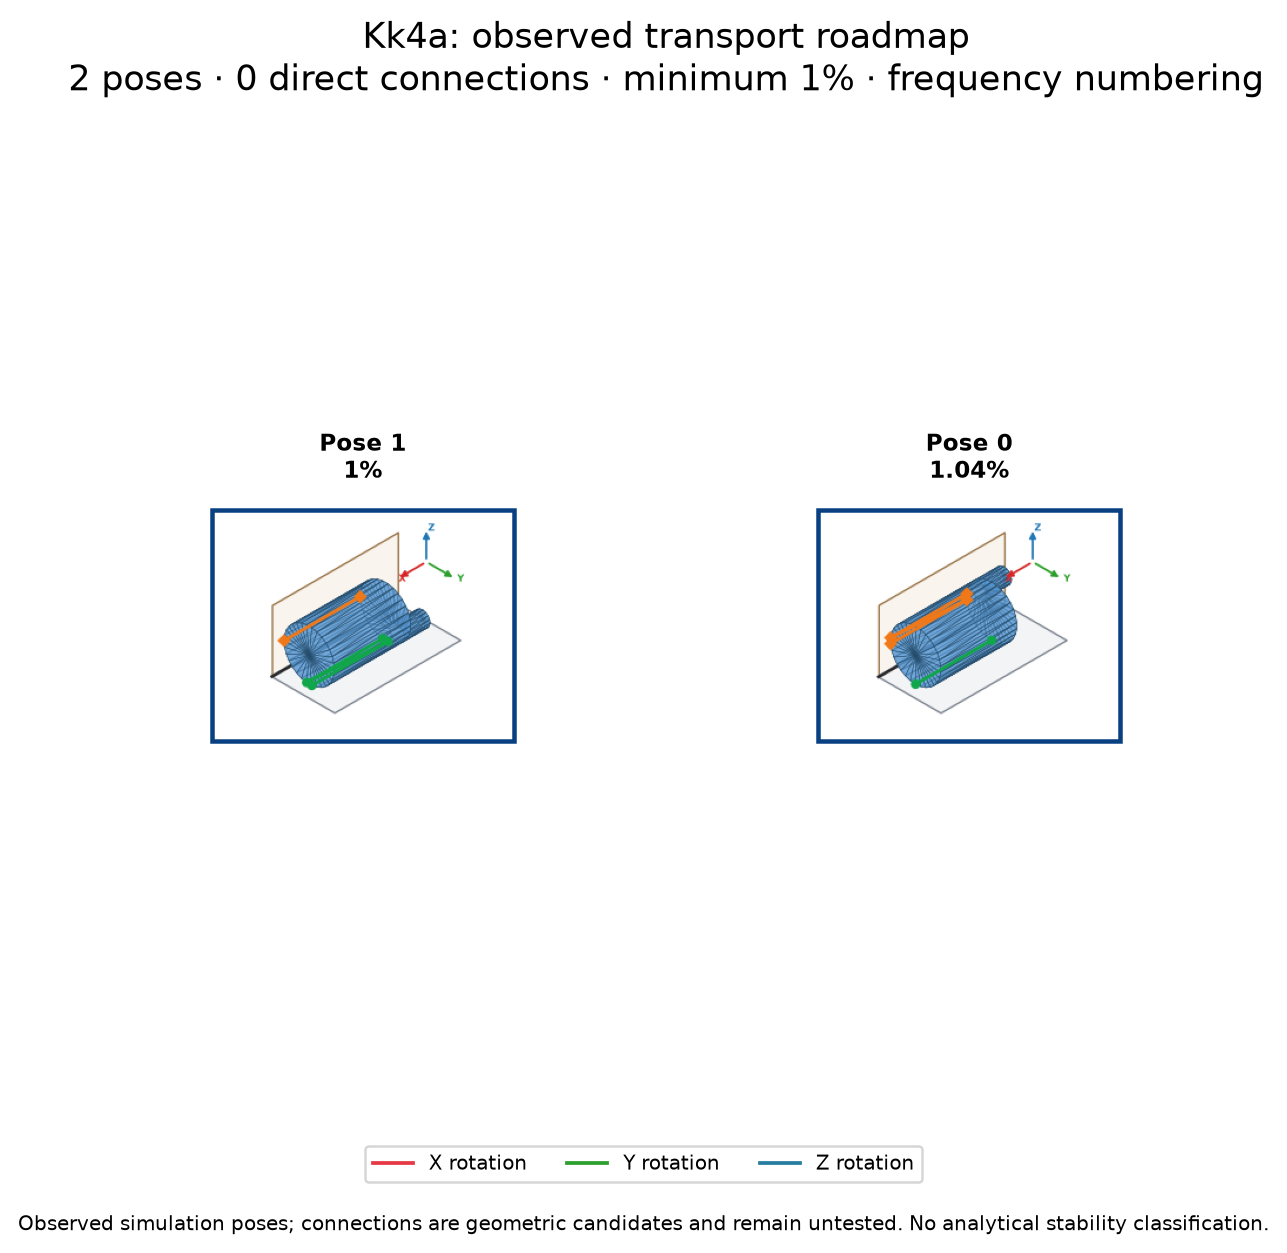 Kk4a: observed transport roadmap
2 poses · 0 direct connections · minimum 1% · frequency numbering
Pose 1
1%
Pose 0
1.04%
Z
X
Y
Z
Y
X rotation
Y rotation
Z rotation
Observed simulation poses; connections are geometric candidates and remain untested. No analytical stability classification.